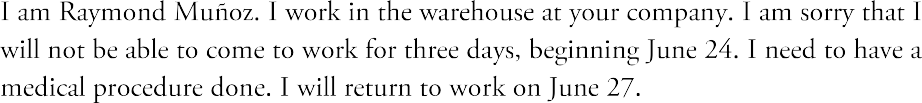 I am Raymond Muñoz. I work in the warehouse at your company. I am sorry that I
will not be able to come to work for three days, beginning June 24. I need to have a
medical procedure done. I will return to work on June 27.